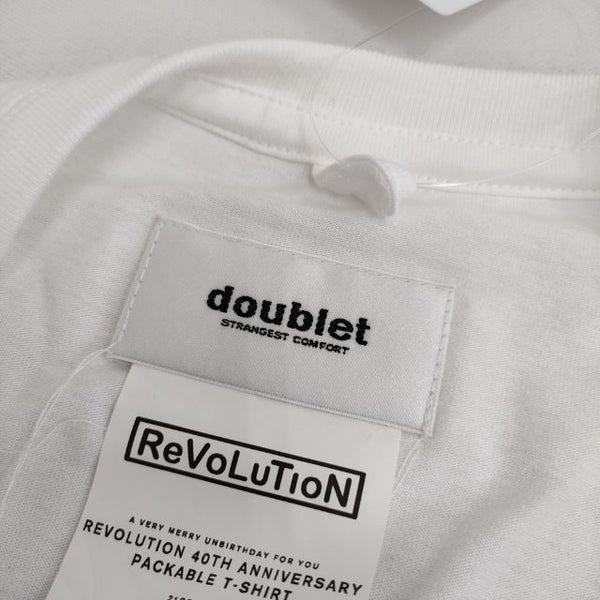 doublet
STRANGEST COMFORT
ReVoLuTIoN
A VERY MERRY UNBIRTHDAY FOR YOU
REVOLUTION 40TH ANNIVERSARY
PACKABLE T-SHIRT